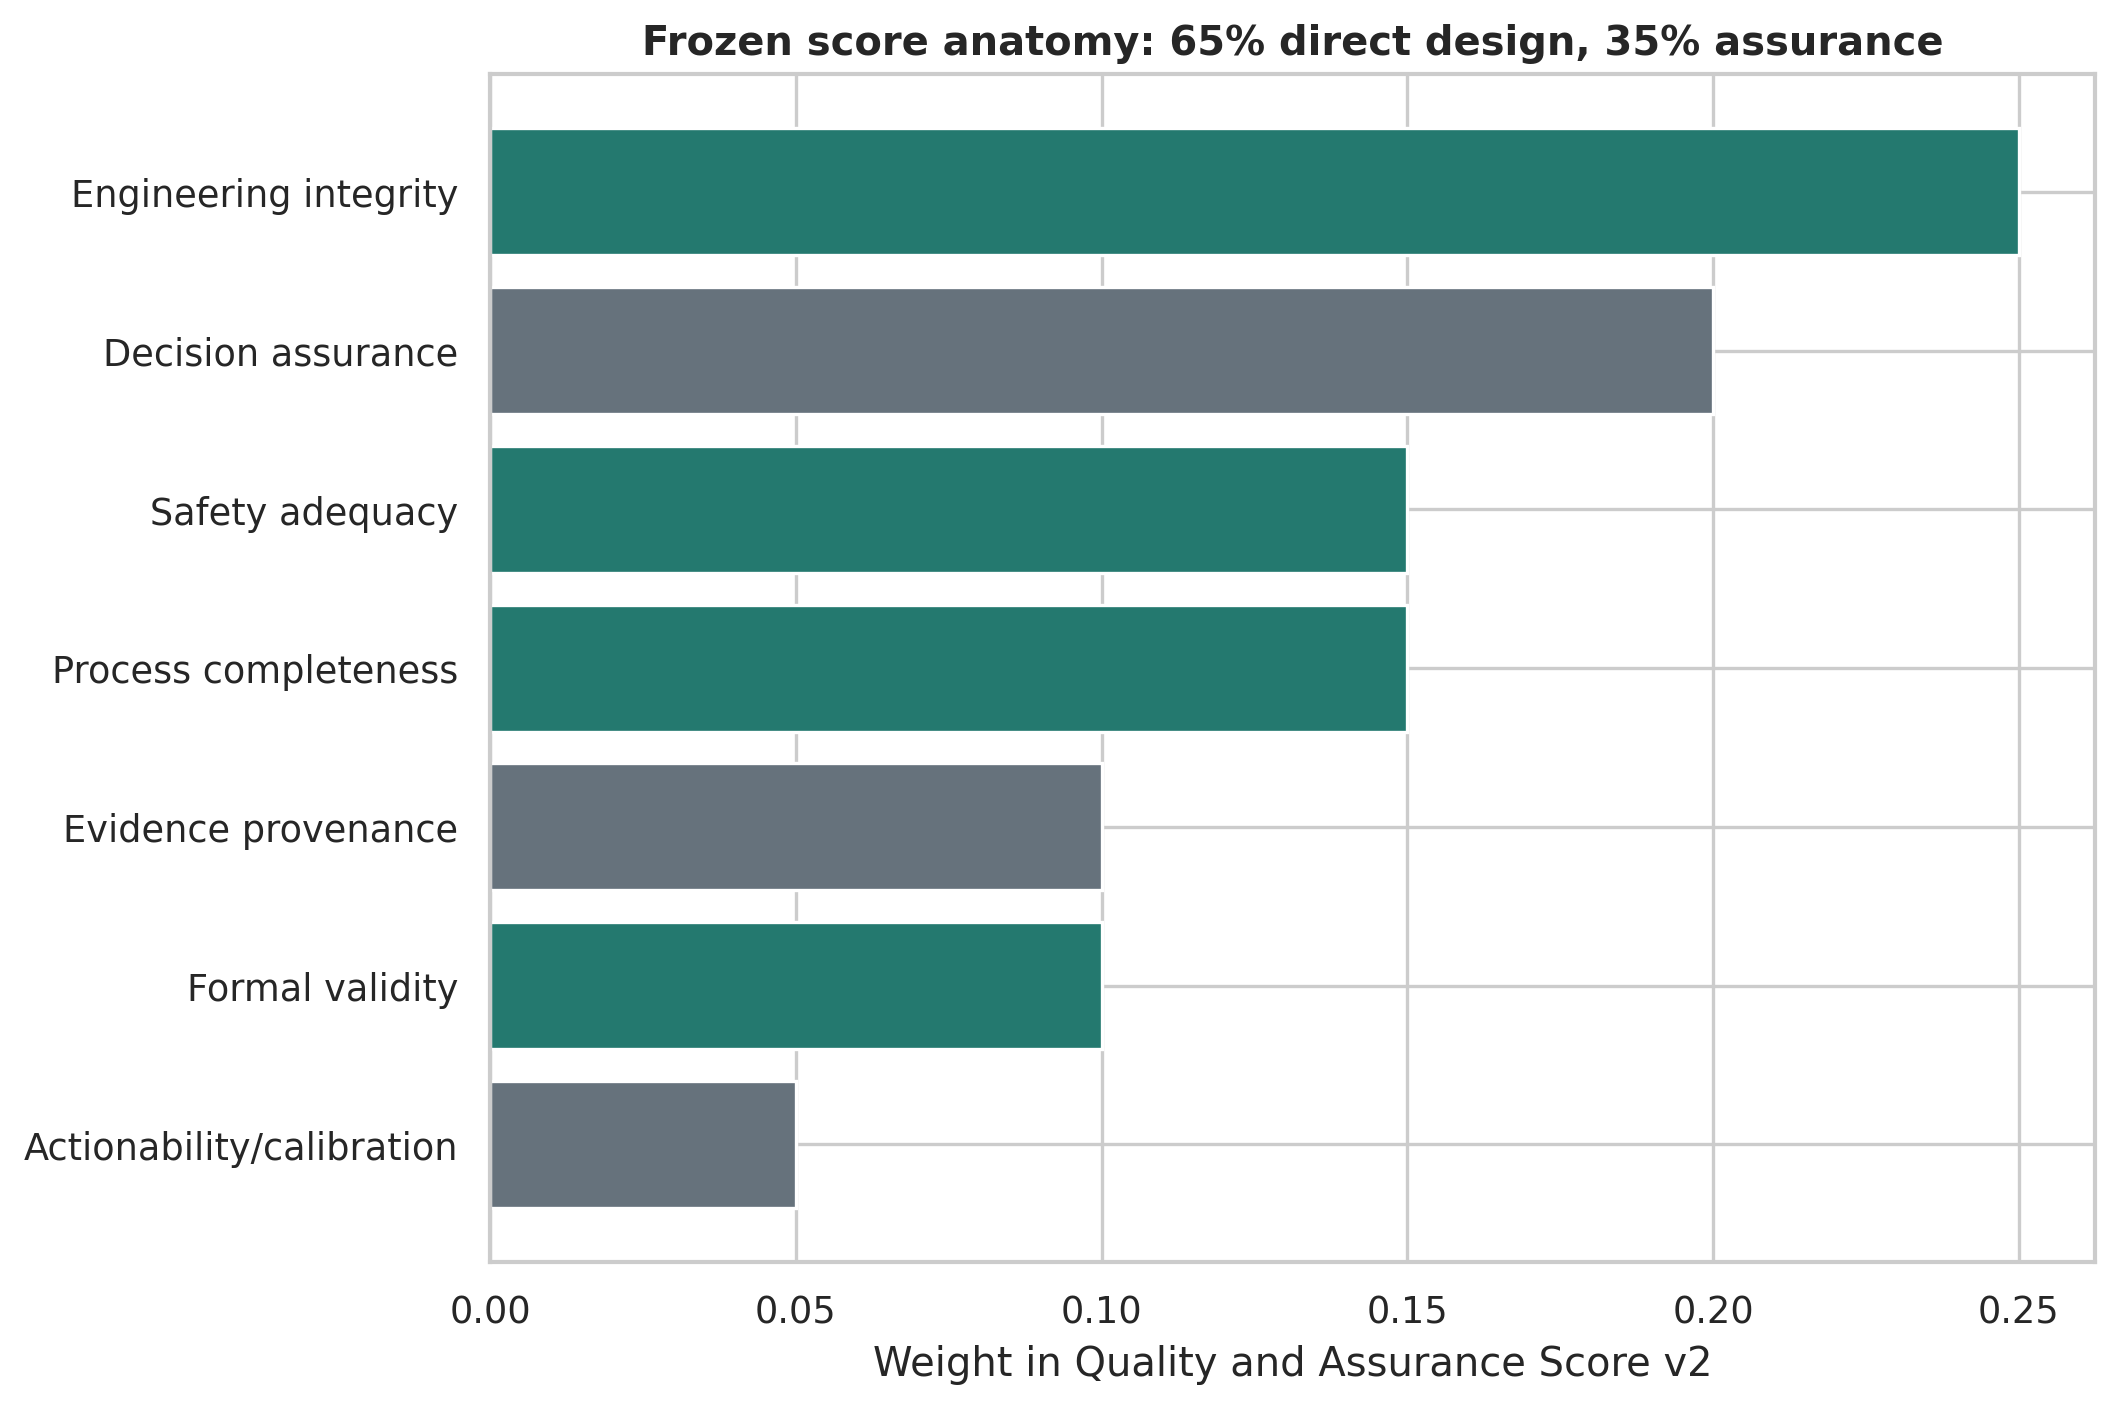 Frozen score anatomy: 65% direct design, 35% assurance
Engineering integrity
Decision assurance
Safety adequacy
Process completeness
Evidence provenance
Formal validity
Actionability/calibration
0.00 0.05 0.10 0.15 0.20 0.25
Weight in Quality and Assurance Score v2